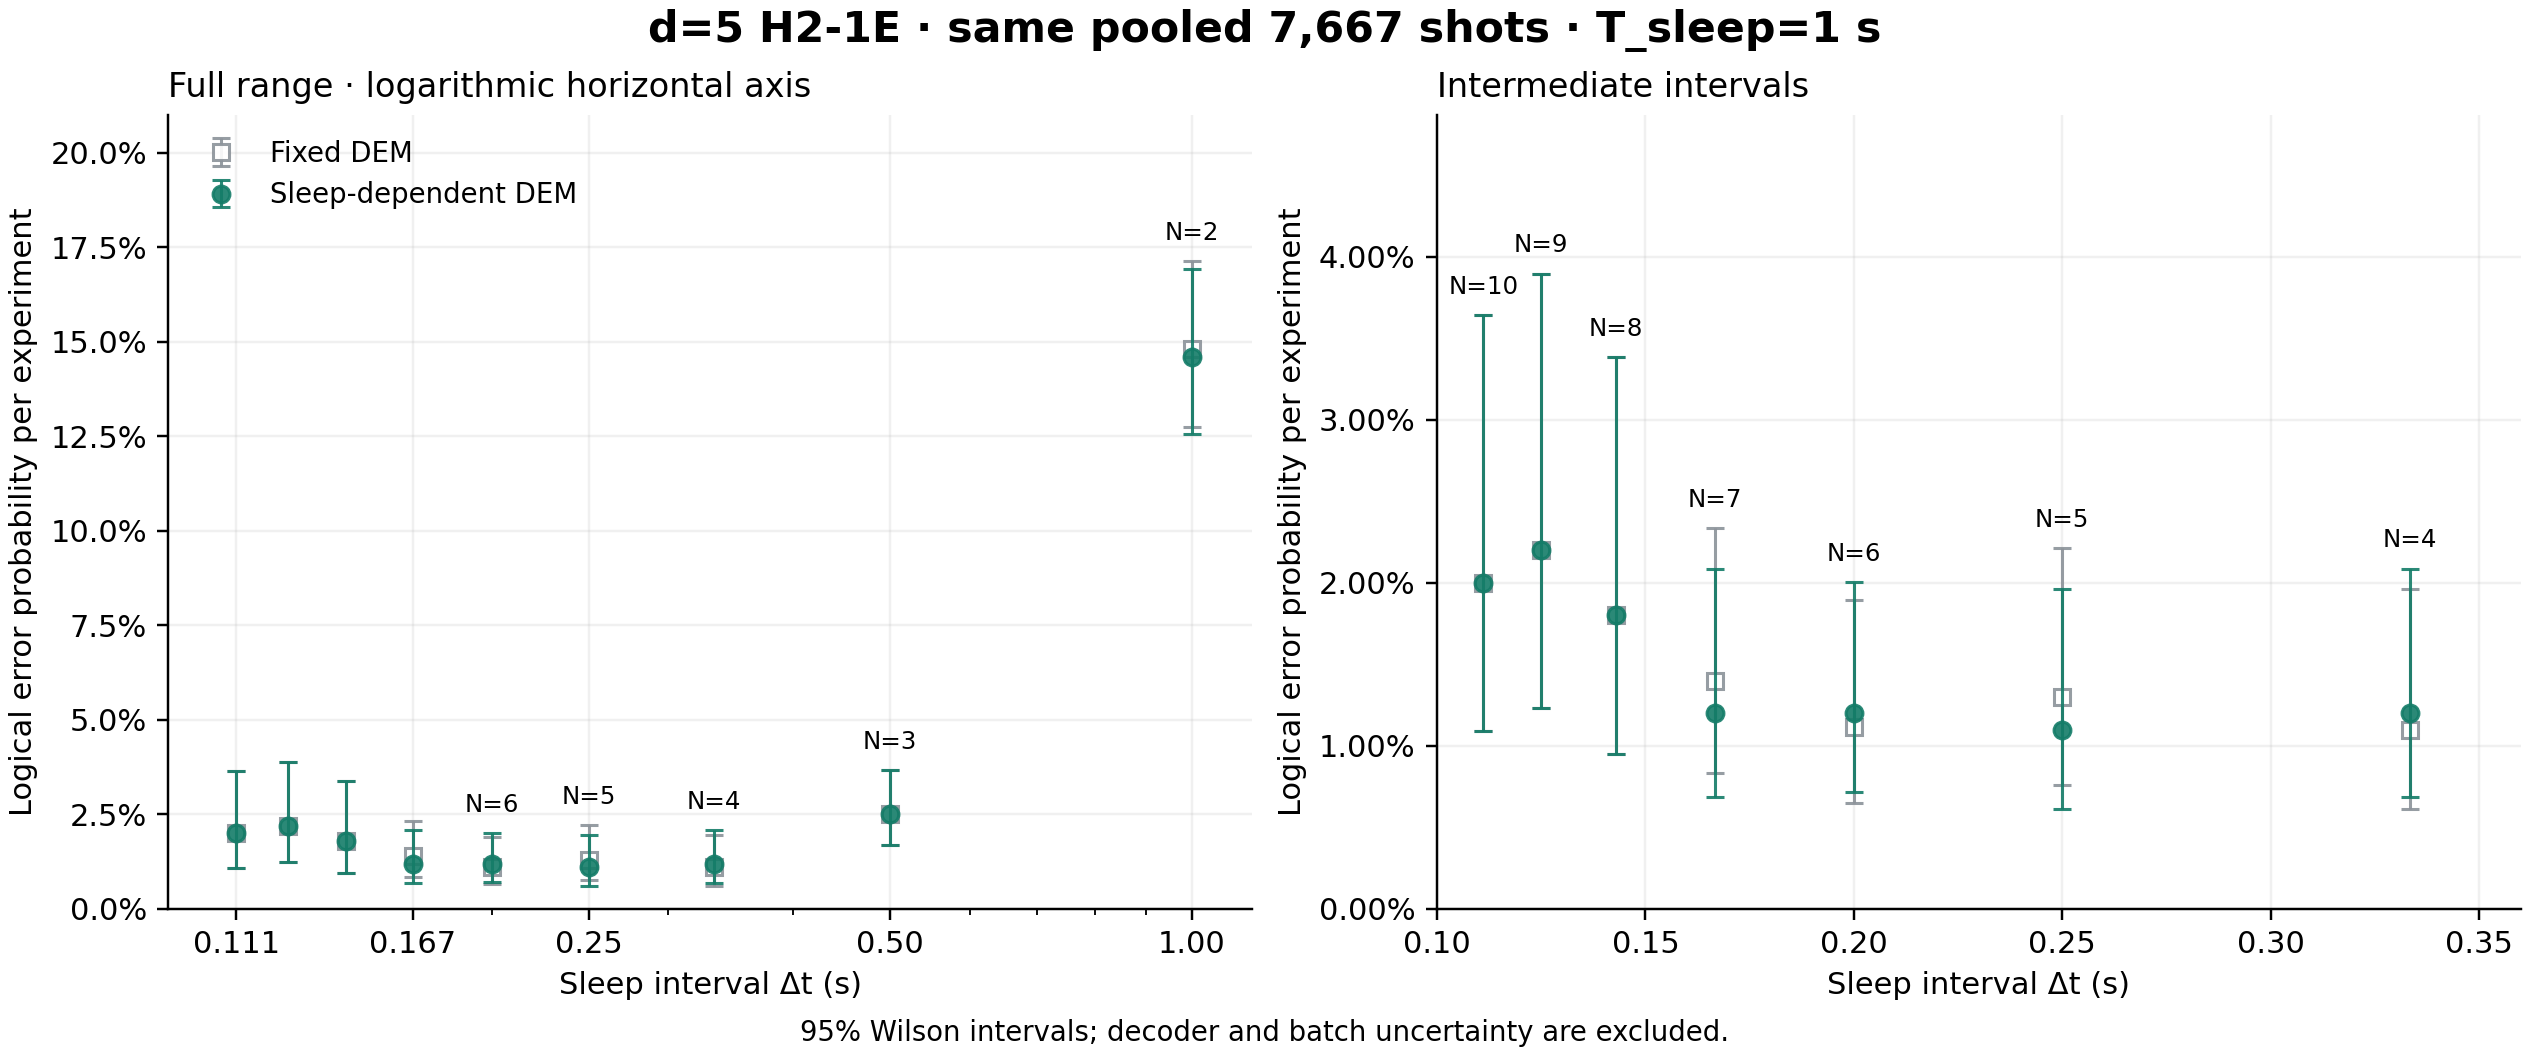 d=5 H2-1E · same pooled 7,667 shots · T_sleep=1 s
Full range · logarithmic horizontal axis
Fixed DEM
Sleep-dependent DEM
Logical error probability per experiment
20.0%
17.5%
15.0%
12.5%
10.0%
7.5%
5.0%
2.5%
0.0%
N=6
N=5
N=4
N=3
N=2
0.111
0.167
0.25
0.50
1.00
Sleep interval Δt (s)
Intermediate intervals
Logical error probability per experiment
4.00%
3.00%
2.00%
1.00%
0.00%
N=10
N=9
N=8
N=7
N=6
N=5
N=4
0.10
0.15
0.20
0.25
0.30
0.35
Sleep interval Δt (s)
95% Wilson intervals; decoder and batch uncertainty are excluded.